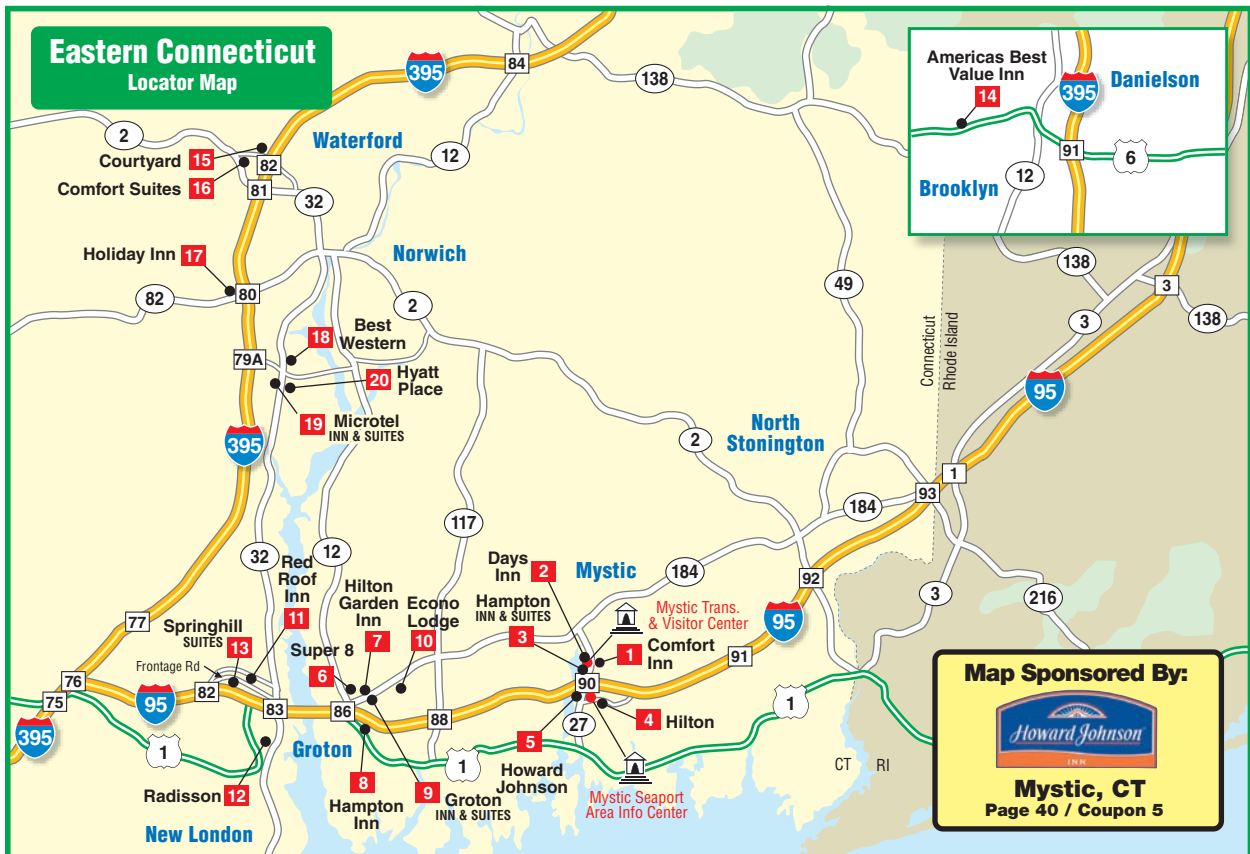 Eastern Connecticut
Locator Map
395
84
138
Americas Best
Value Inn
14
395
Danielson
91
6
12
Brooklyn
2
Waterford
12
Courtyard 15
82
Comfort Suites 16
81
32
Holiday Inn 17
Norwich
82
80
2
49
138
3
3
138
Connecticut
Rhode Island
18 Best
Western
79A
20 Hyatt
Place
19 Microtel
INN & SUITES
395
95
2
North
Stonington
1
93
184
117
32
12
Red
Roof
Inn
11
Hilton
Garden
Inn
7
Econo
Lodge
10
Days
Inn
2
Mystic
184
92
3
216
Hampton
INN & SUITES
3
Mystic Trans.
& Visitor Center
95
77
Springhill
SUITES
13
Super 8
6
1 Comfort
Inn
91
Frontage Rd
76
75
82
95
83
86
88
90
27
4 Hilton
1
395
1
Groton
1
5
Howard
Johnson
CT
RI
Radisson 12
8
Hampton
Inn
9
Groton
INN & SUITES
Mystic Seaport
Area Info Center
New London
Map Sponsored By:
Howard Johnson
INN
Mystic, CT
Page 40 / Coupon 5